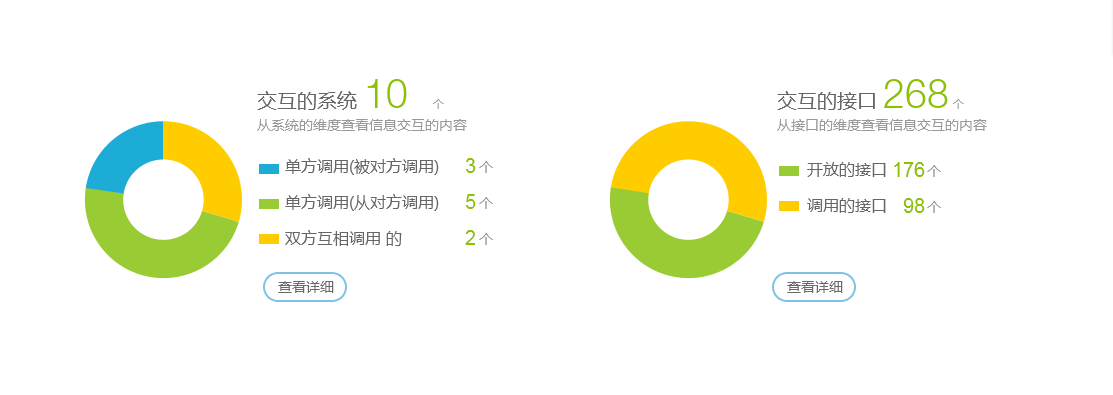 交互的系统 10 个
从系统的维度查看信息交互的内容
单方调用(被对方调用) 3 个
单方调用(从对方调用) 5 个
双方互相调用 的 2 个
查看详细
交互的接口 268 个
从接口的维度查看信息交互的内容
开放的接口 176 个
调用的接口 98 个
查看详细